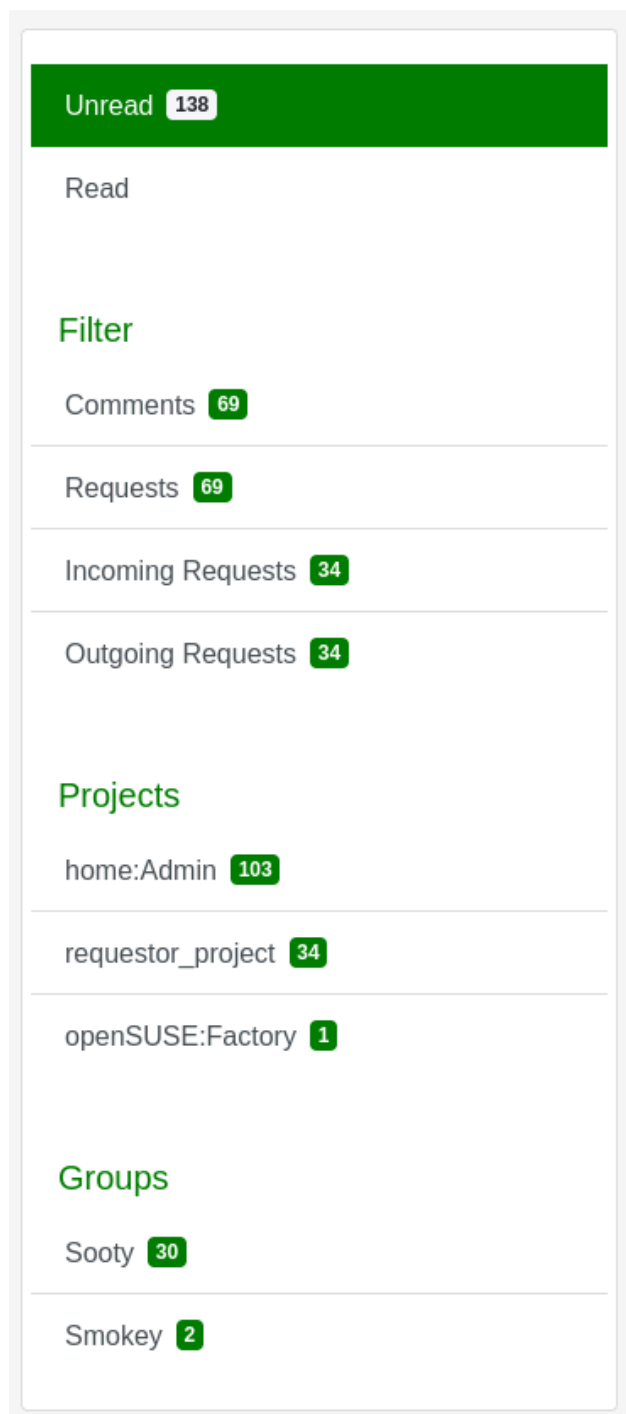 Unread 138
Read
Filter
Comments 69
Requests 69
Incoming Requests 34
Outgoing Requests 34
Projects
home:Admin 103
requestor_project 34
openSUSE:Factory 1
Groups
Sooty 30
Smokey 2